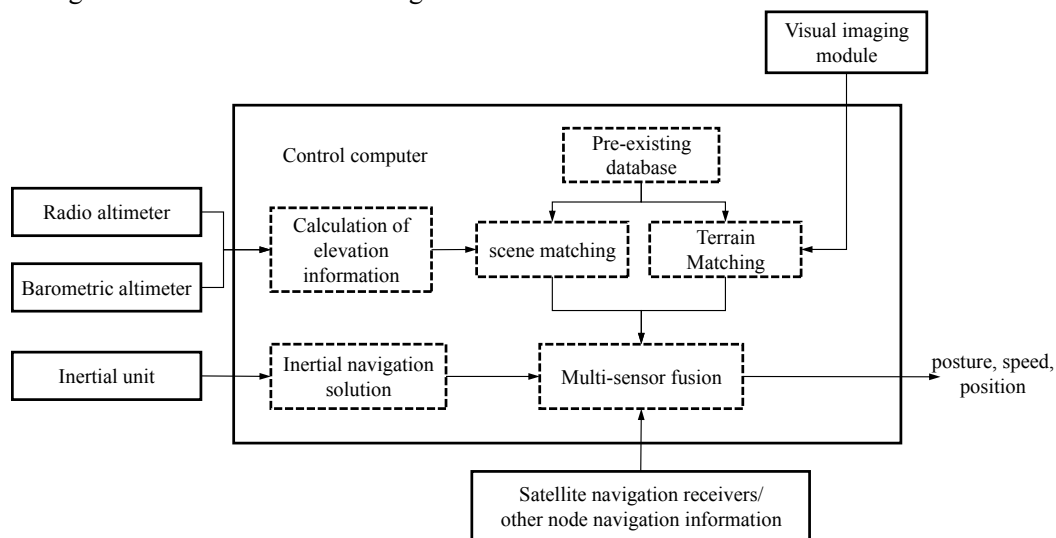 Visual imaging
module
Control computer
Pre-existing
database
Radio altimeter
Barometric altimeter
Calculation of
elevation
information
scene matching
Terrain
Matching
Inertial unit
Inertial navigation
solution
Multi-sensor fusion
posture, speed,
position
Satellite navigation receivers/
other node navigation information